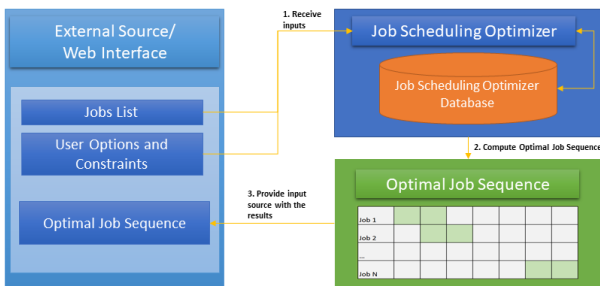 External Source/
Web Interface
Jobs List
User Options and
Constraints
Optimal Job Sequence
1. Receive
inputs
Job Scheduling Optimizer
Job Scheduling Optimizer
Database
2. Compute Optimal Job Sequence
3. Provide input
source with the
results
Optimal Job Sequence
Job 1
Job 2
...
Job N